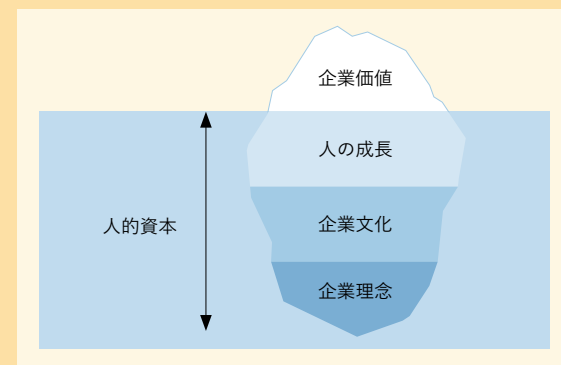 企業価値
人の成長
人的資本
企業文化
企業理念